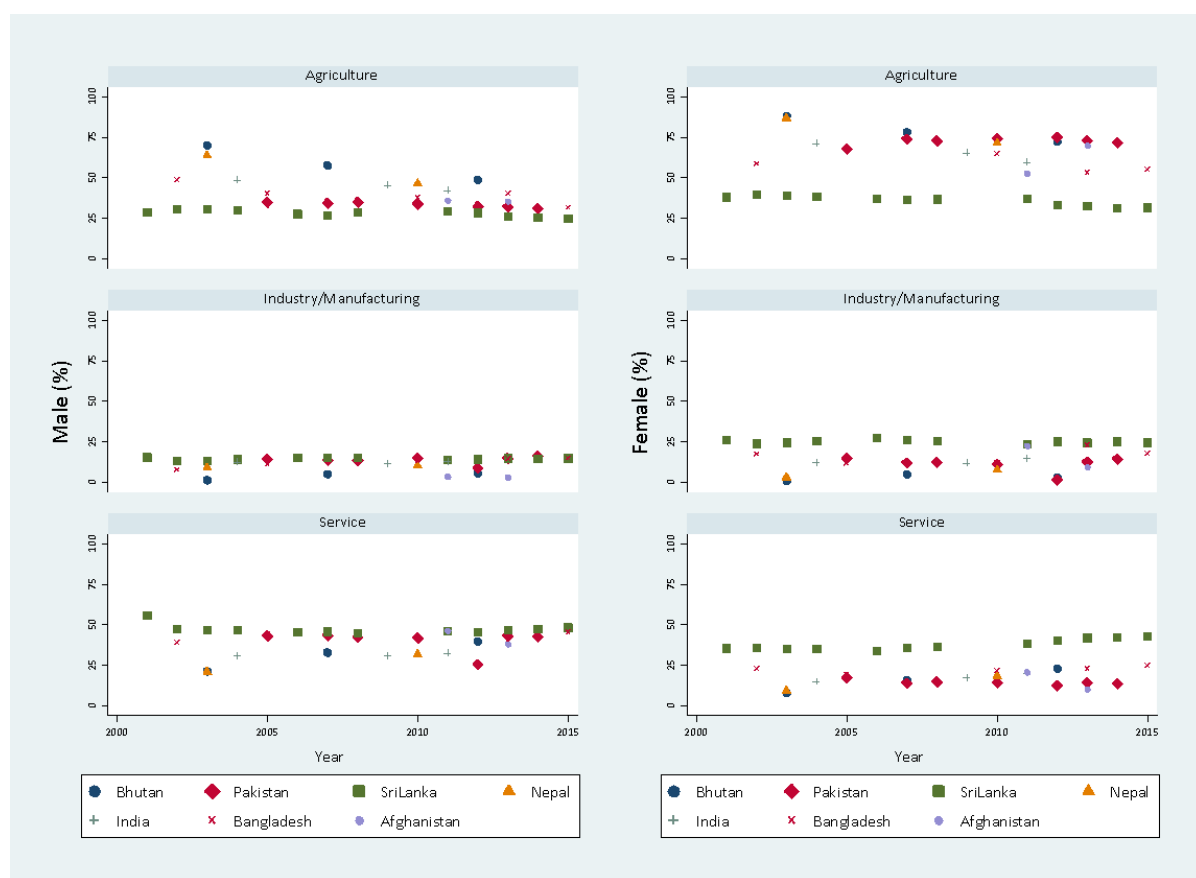 Agriculture
100
75
50
25
0
Industry/Manufacturing
100
75
50
25
0
Male (%)
Service
100
75
50
25
0
2000 2005 2010 2015
Year
Bhutan Pakistan SriLanka Nepal
India Bangladesh Afghanistan
Agriculture
100
75
50
25
0
Industry/Manufacturing
100
75
50
25
0
Female (%)
Service
100
75
50
25
0
2000 2005 2010 2015
Year
Bhutan Pakistan SriLanka Nepal
India Bangladesh Afghanistan